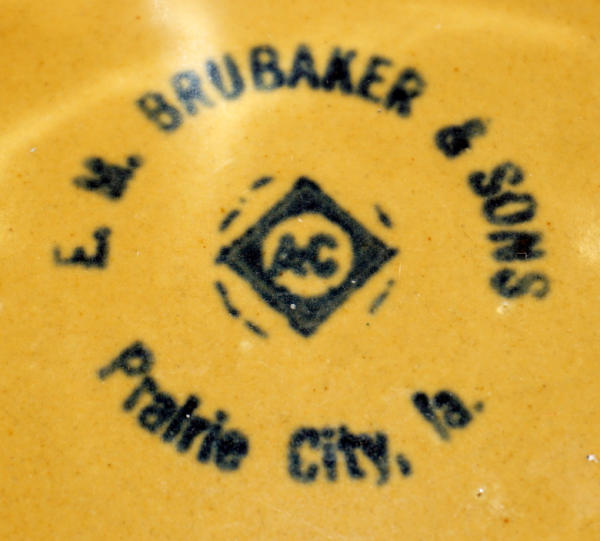 E. M. BRUBAKER & SONS
AC
Prairie City, Ia.